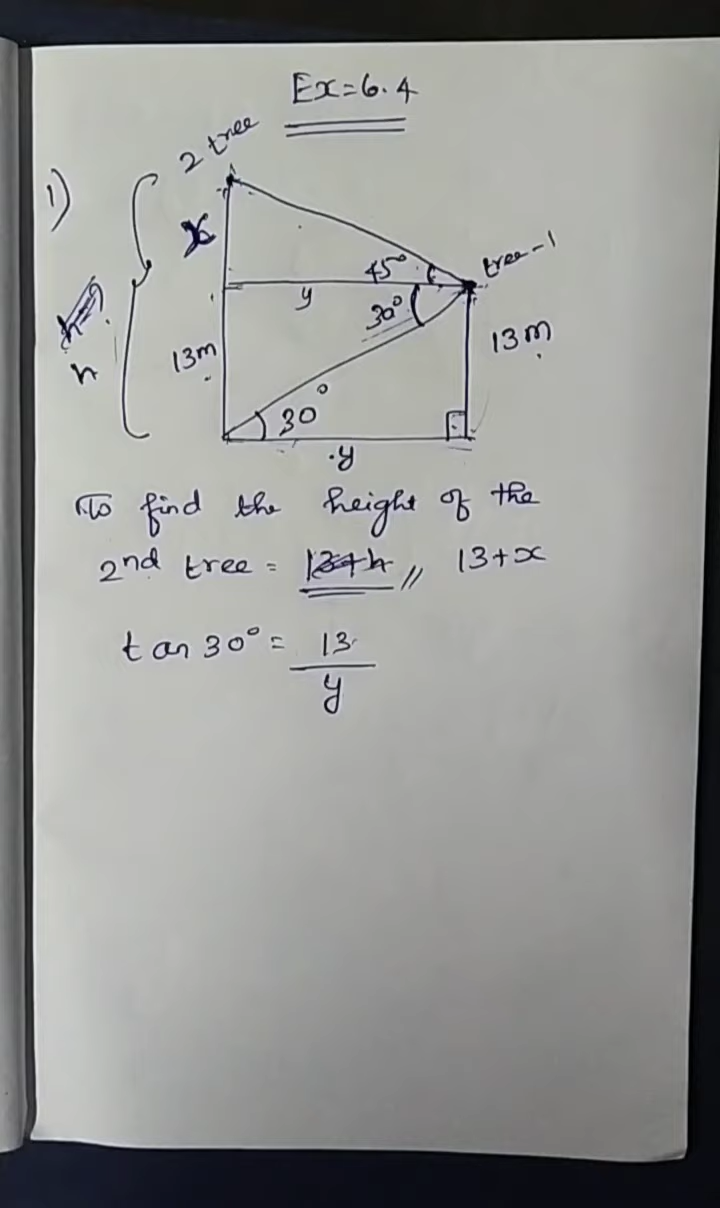 Ex=6.4
2 tree
1)
x
45°
tree-1
y
30°
h
13m
13m
30°
y
To find the height of the
2nd tree = 13+h // 13+x
tan 30° = 13
y